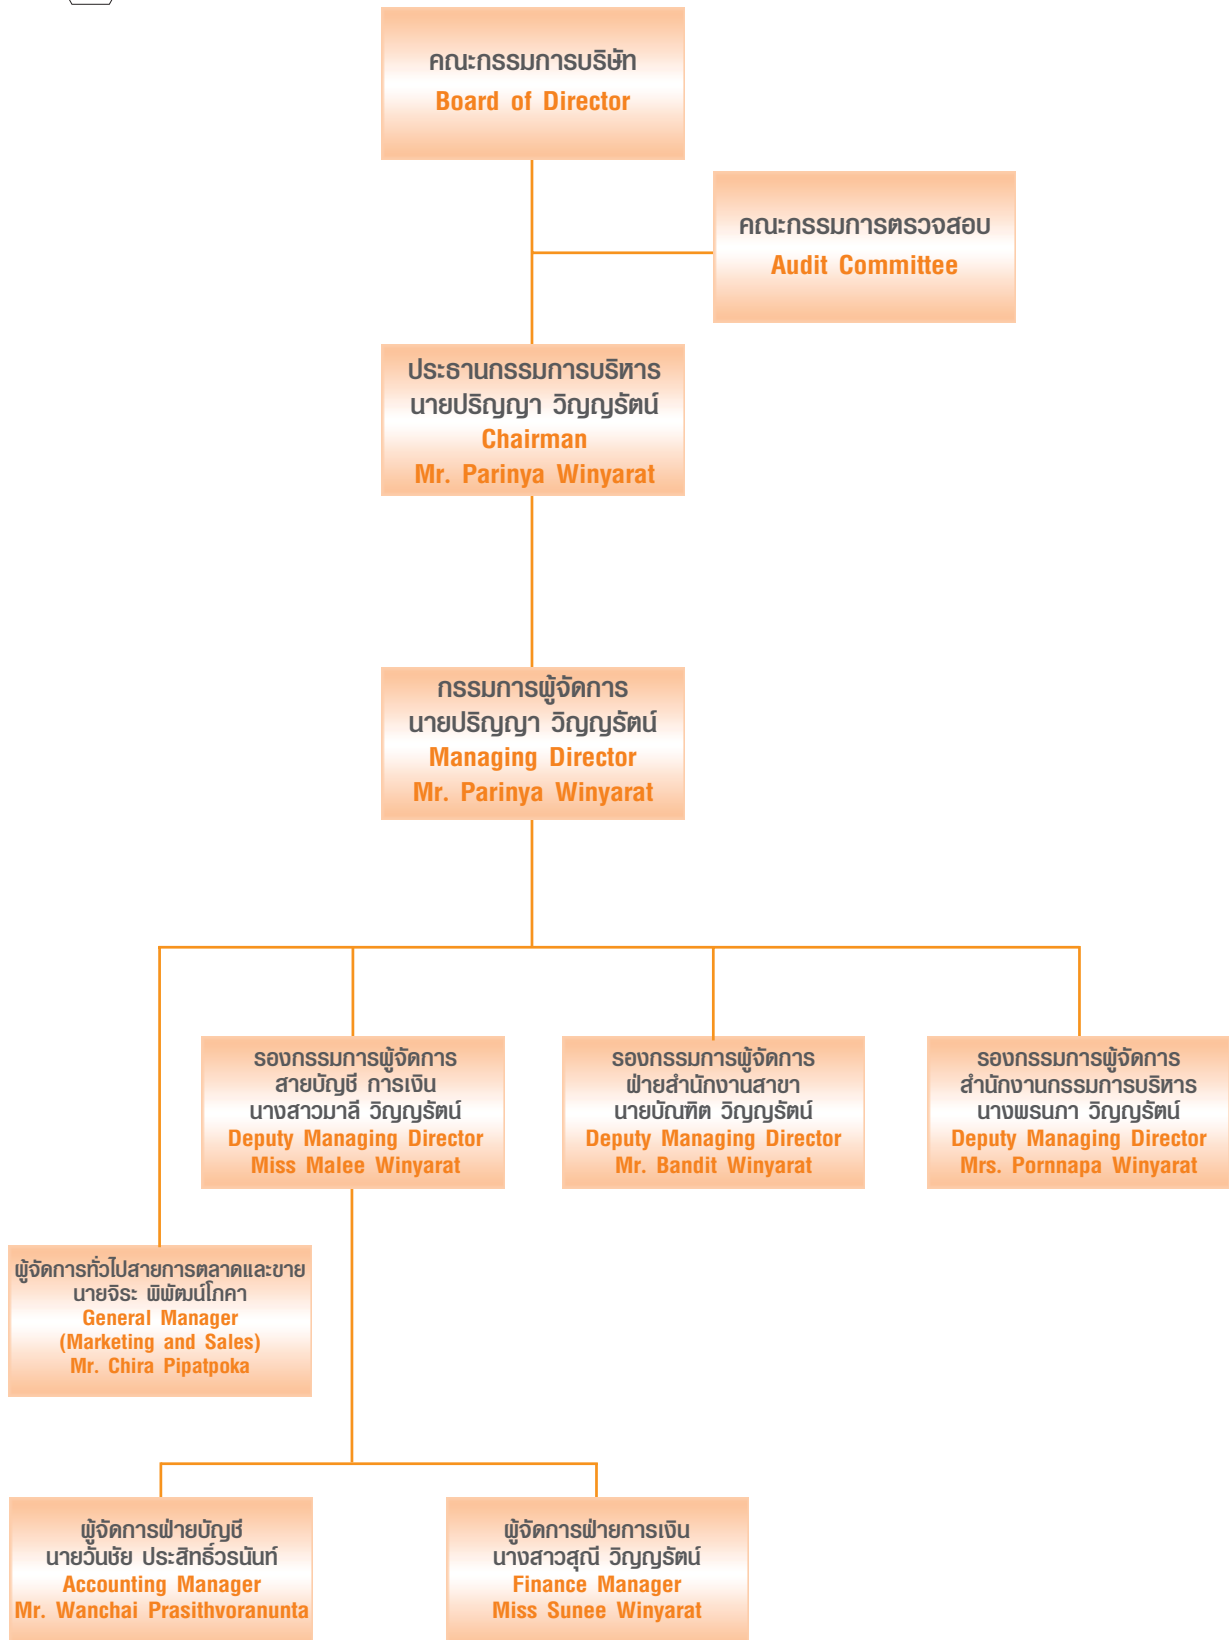 คณะกรรมการบริษัท
Board of Director
คณะกรรมการตรวจสอบ
Audit Committee
ประธานกรรมการบริหาร
นายปริญญา วิญญรัตน์
Chairman
Mr. Parinya Winyarat
กรรมการผู้จัดการ
นายปริญญา วิญญรัตน์
Managing Director
Mr. Parinya Winyarat
รองกรรมการผู้จัดการ
สายบัญชี การเงิน
นางสาวมาลี วิญญรัตน์
Deputy Managing Director
Miss Malee Winyarat
รองกรรมการผู้จัดการ
ฝ่ายสำนักงานสาขา
นายบัณฑิต วิญญรัตน์
Deputy Managing Director
Mr. Bandit Winyarat
รองกรรมการผู้จัดการ
สำนักงานกรรมการบริหาร
นางพรนภา วิญญรัตน์
Deputy Managing Director
Mrs. Pornnapa Winyarat
ผู้จัดการทั่วไปสายการตลาดและขาย
นายจิระ พิพัฒน์โภคา
General Manager
(Marketing and Sales)
Mr. Chira Pipatpoka
ผู้จัดการฝ่ายบัญชี
นายวันชัย ประสิทธิ์วรนันท์
Accounting Manager
Mr. Wanchai Prasithvoranunta
ผู้จัดการฝ่ายการเงิน
นางสาวสุณี วิญญรัตน์
Finance Manager
Miss Sunee Winyarat